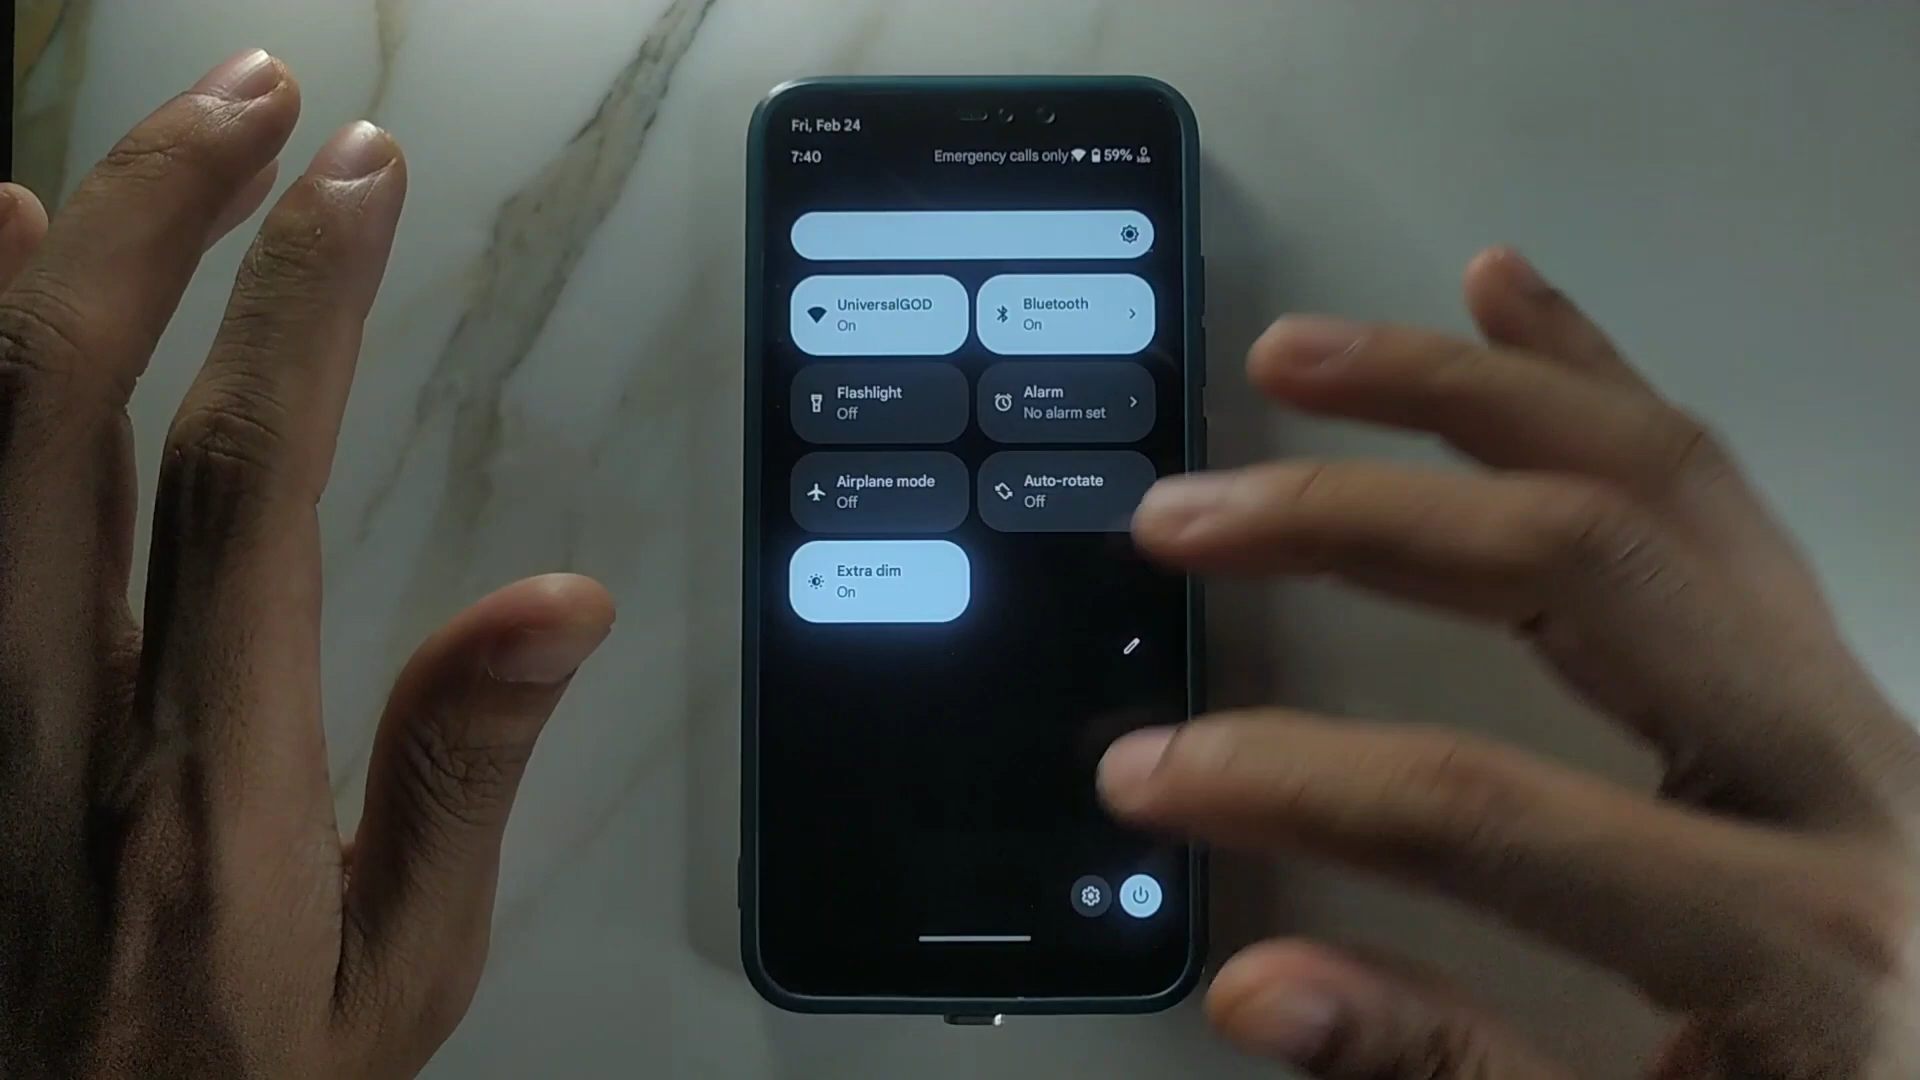 Fri, Feb 24
7:40
Emergency calls only 59% 0
UniversalGOD
On
Bluetooth
On
Flashlight
Off
Alarm
No alarm set
Airplane mode
Off
Auto-rotate
Off
Extra dim
On